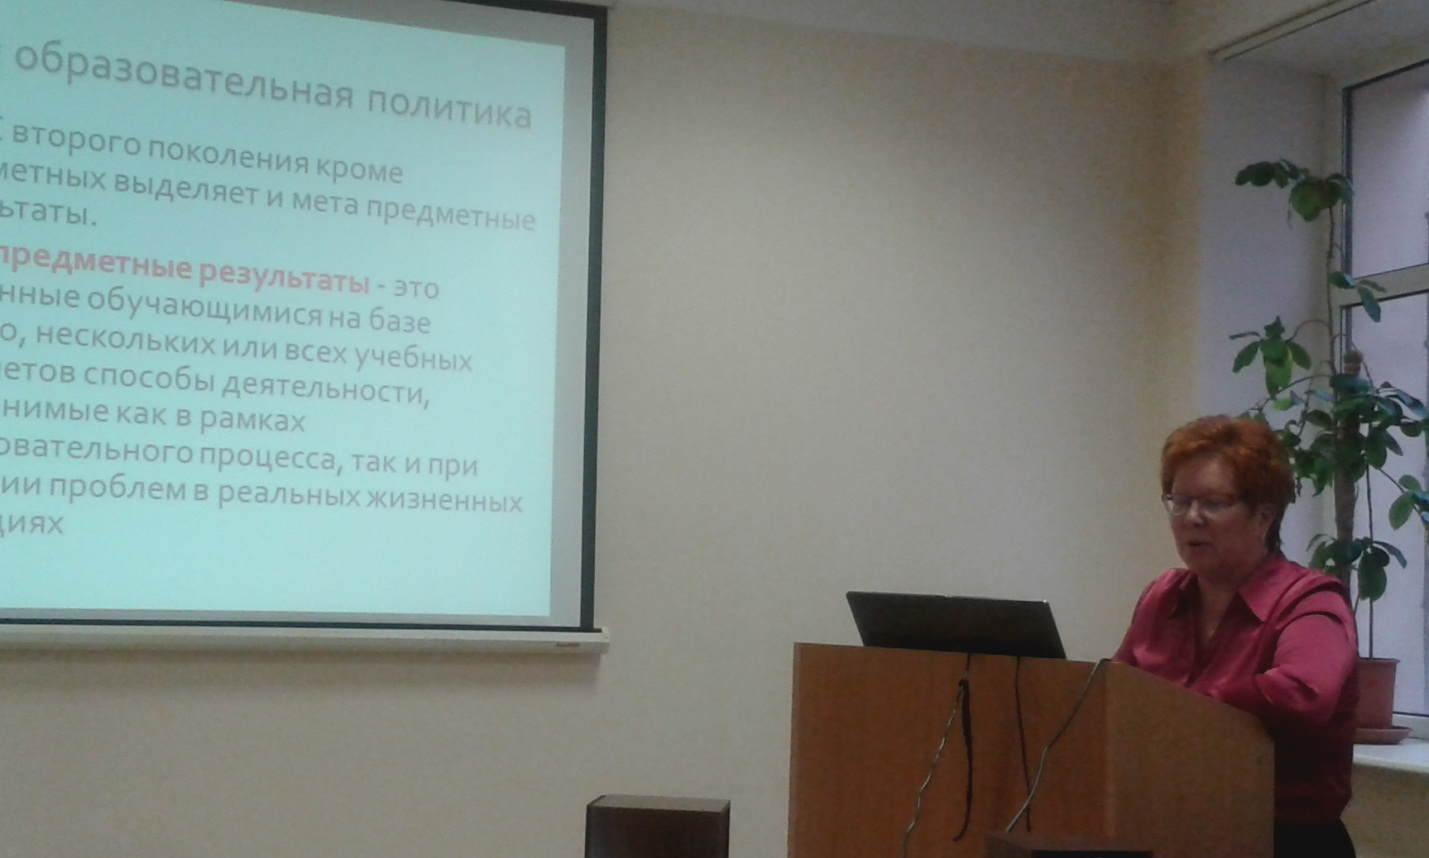 образовательная политика
второго поколения кроме
метных выделяет и мета предметные
ьтаты.
предметные результаты - это
нные обучающимися на базе
о, нескольких или всех учебных
етов способы деятельности,
нимые как в рамках
овательного процесса, так и при
ии проблем в реальных жизненных
циях